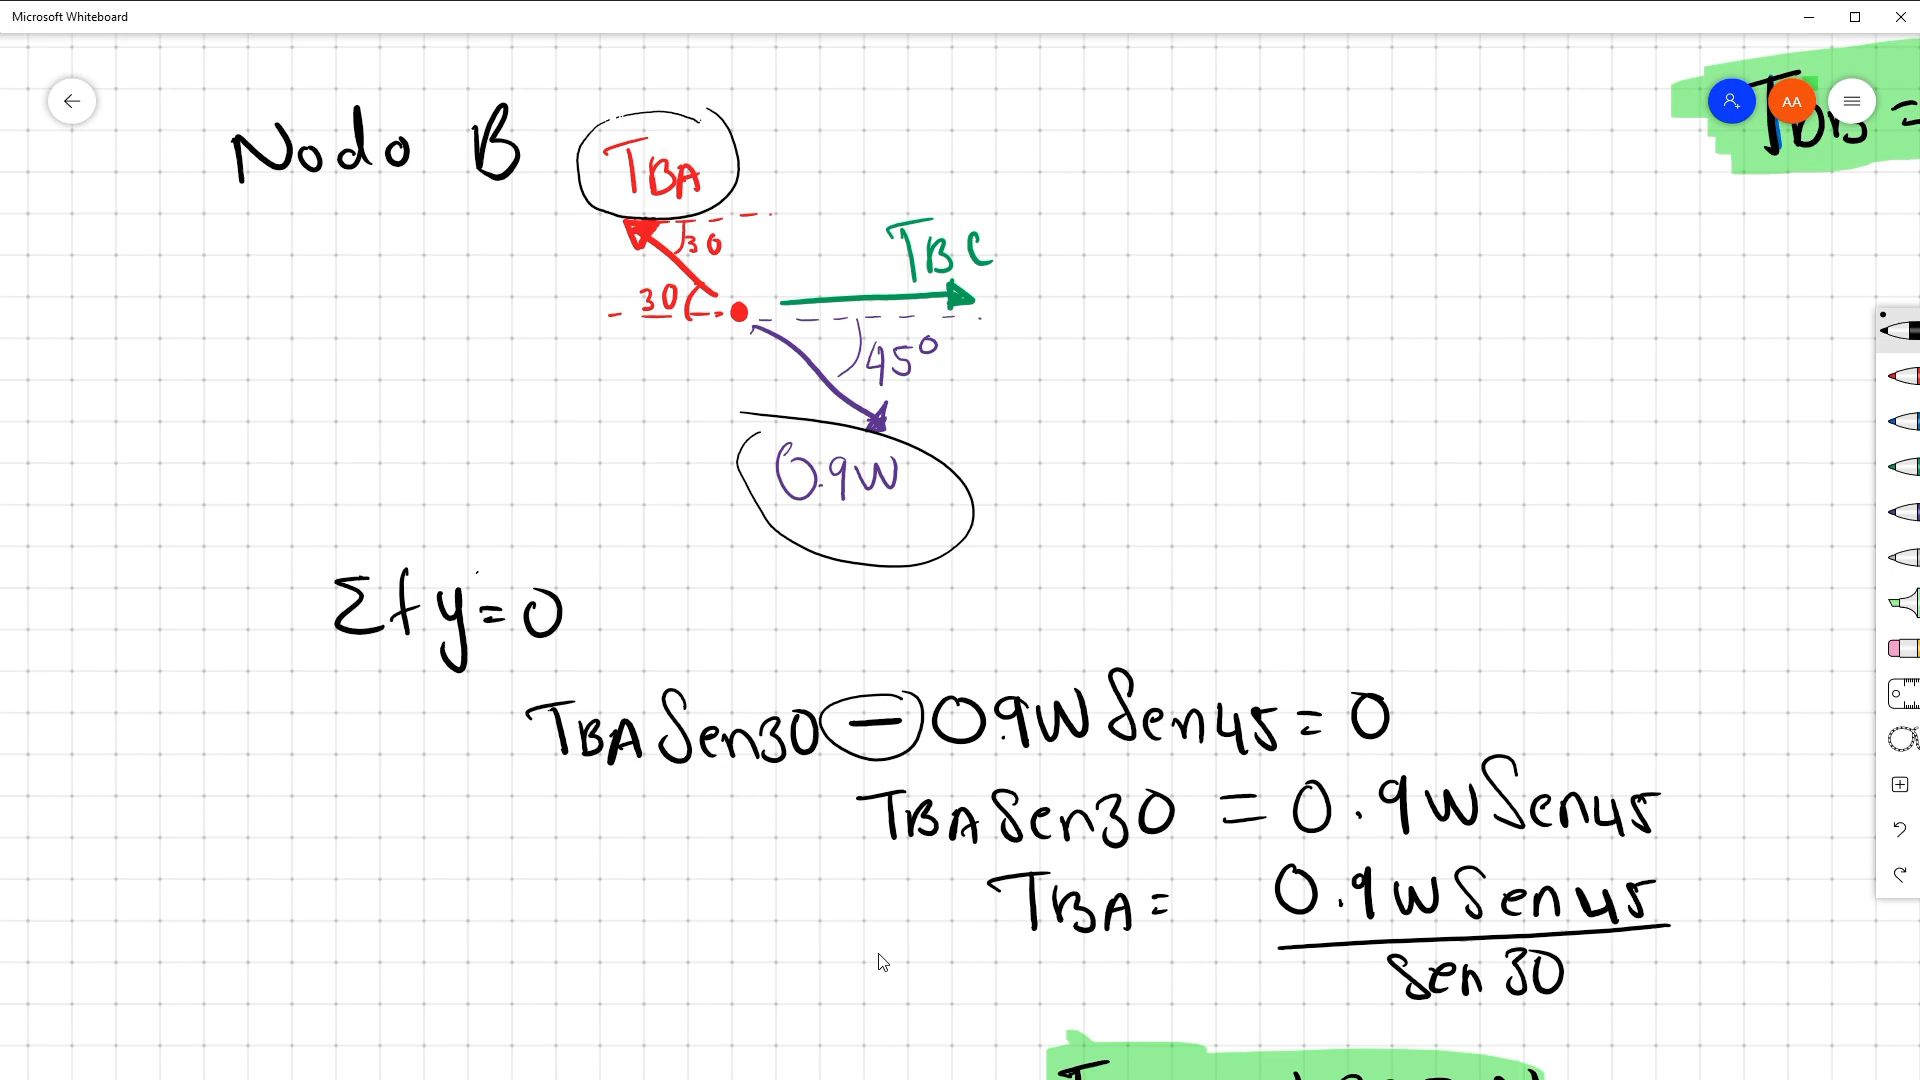 Microsoft Whiteboard
Nodo B
TBA
30
30
TBC
45°
0.9W
AA
Σfy=0
TBA Sen30 - 0.9W Sen45 = 0
TBA Sen30 = 0.9W Sen45
TBA = 0.9W Sen45
Sen 30